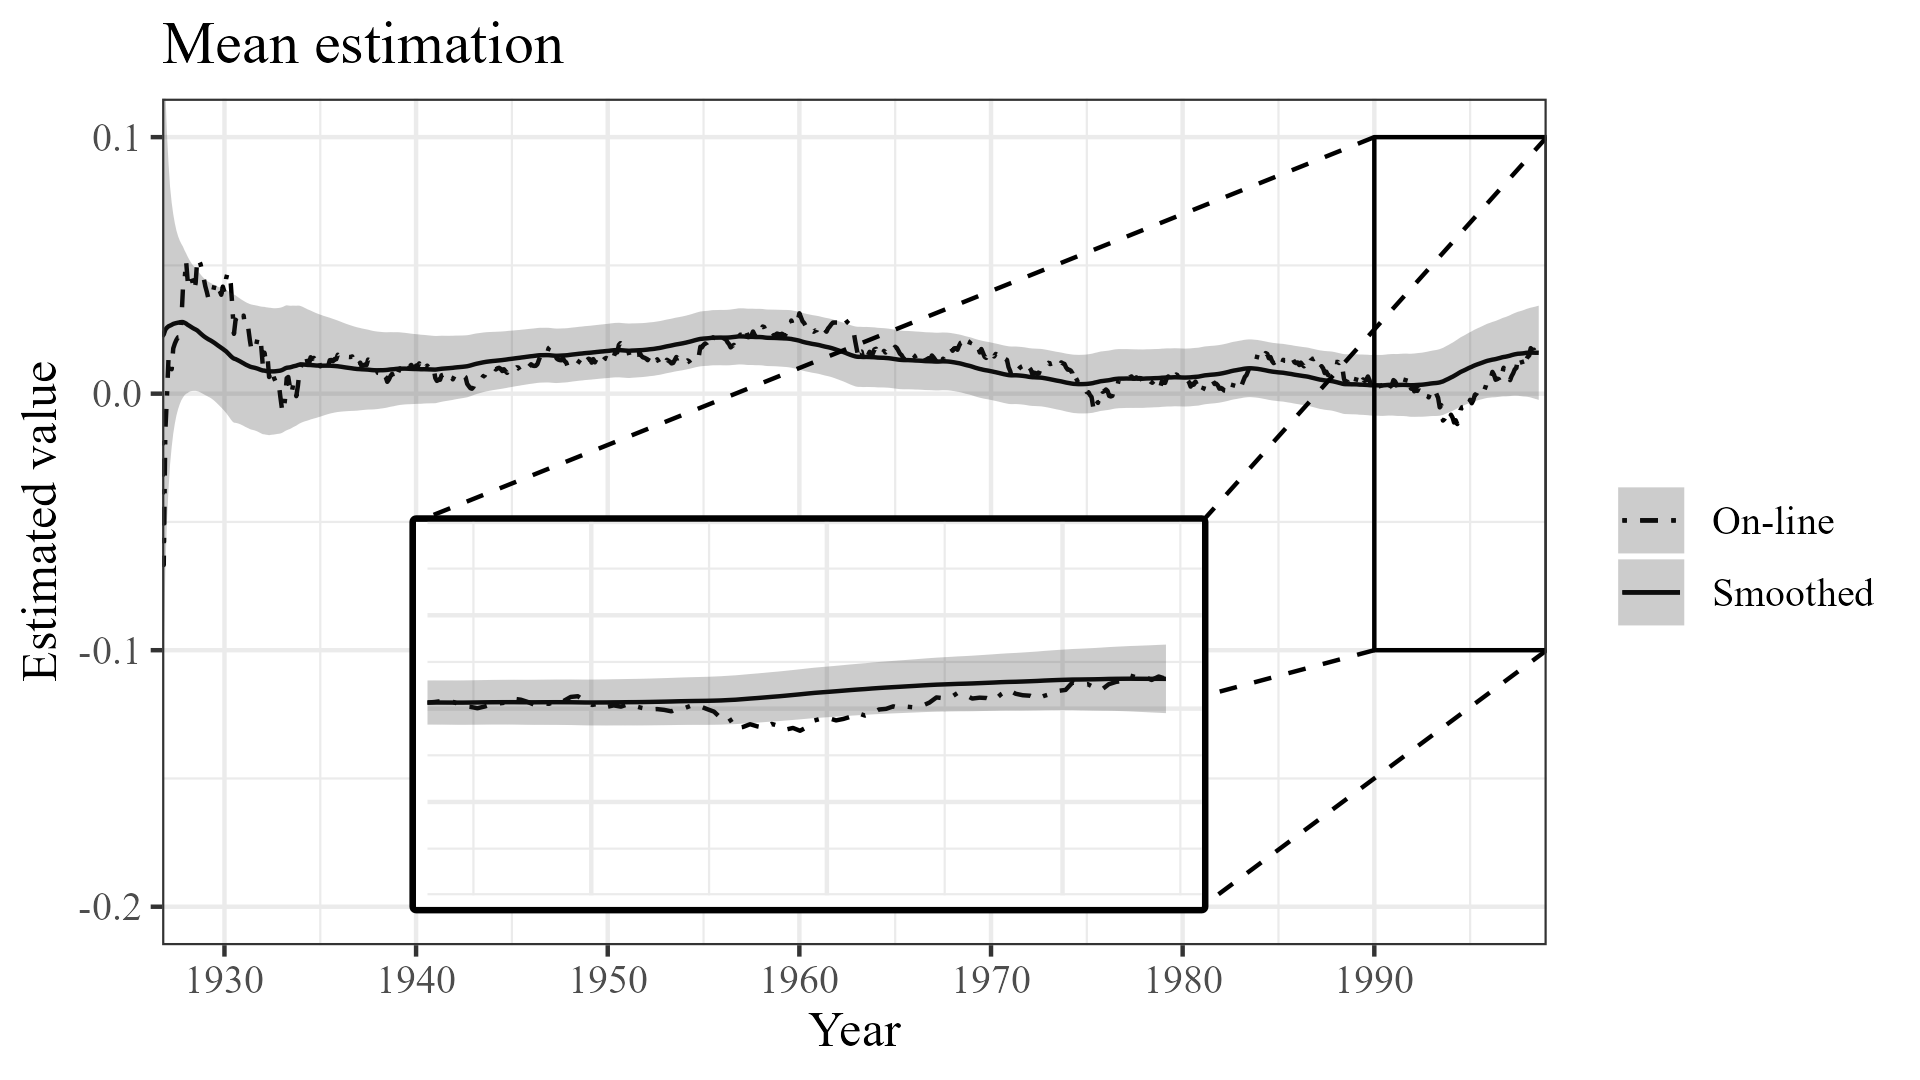 Mean estimation
Estimated value
0.1
0.0
-0.1
-0.2
1930 1940 1950 1960 1970 1980 1990
Year
On-line
Smoothed